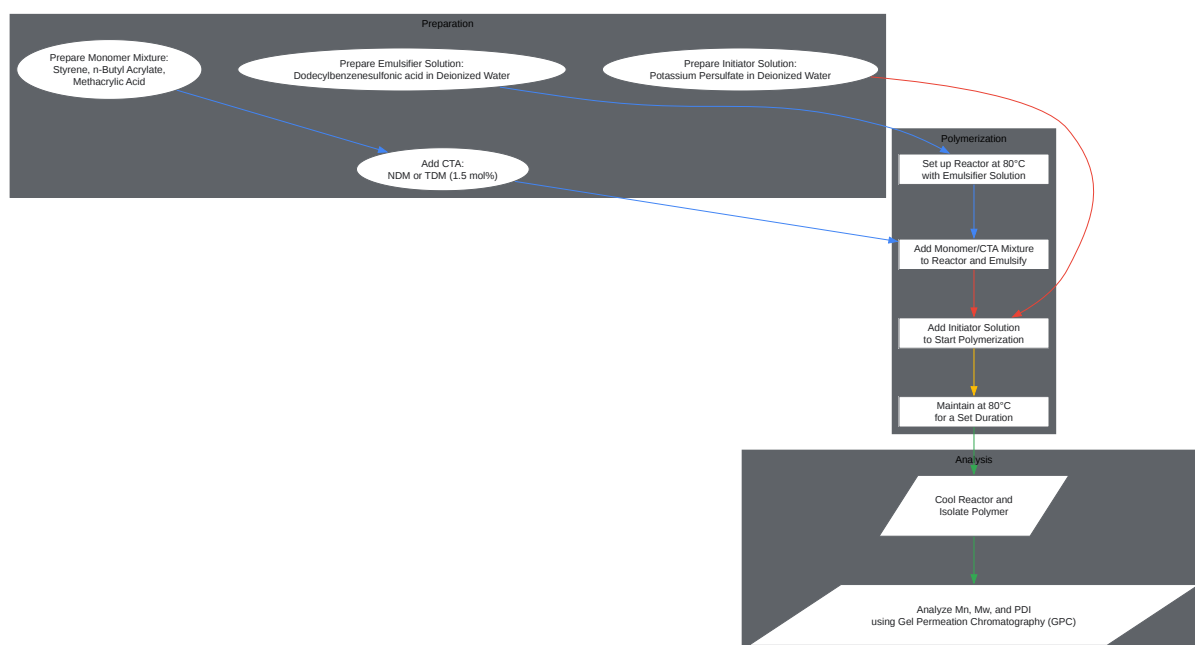 Preparation
Prepare Monomer Mixture:
Styrene, n-Butyl Acrylate,
Methacrylic Acid
Prepare Emulsifier Solution:
Dodecylbenzenesulfonic acid in Deionized Water
Prepare Initiator Solution:
Potassium Persulfate in Deionized Water
Add CTA:
NDM or TDM (1.5 mol%)
Polymerization
Set up Reactor at 80°C
with Emulsifier Solution
Add Monomer/CTA Mixture
to Reactor and Emulsify
Add Initiator Solution
to Start Polymerization
Maintain at 80°C
for a Set Duration
Analysis
Cool Reactor and
Isolate Polymer
Analyze Mn, Mw, and PDI
using Gel Permeation Chromatography (GPC)